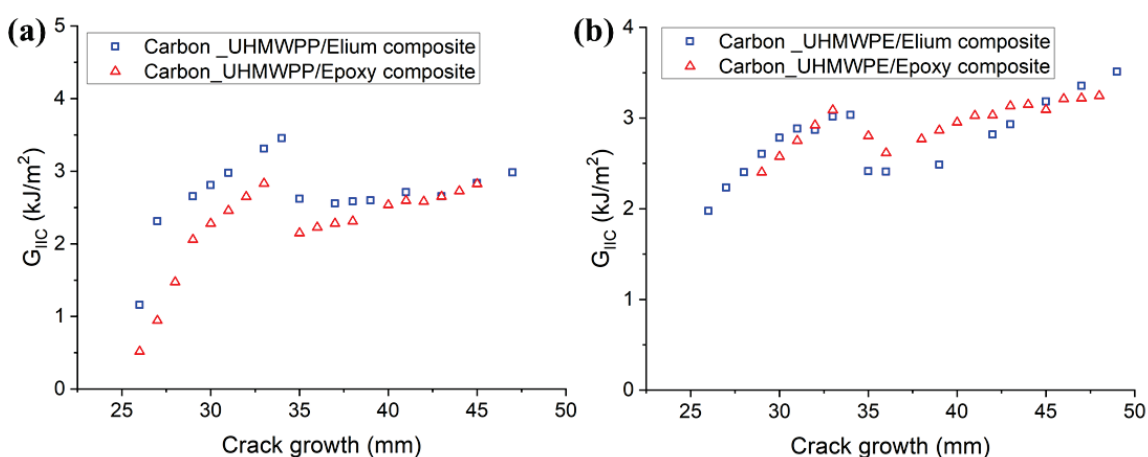 (a)
5
4
3
2
1
0
G_IIC (kJ/m²)
Carbon _UHMWPP/Elium composite
Carbon_UHMWPP/Epoxy composite
25 30 35 40 45 50
Crack growth (mm)
(b)
4
3
2
1
0
G_IIC (kJ/m²)
Carbon _UHMWPE/Elium composite
Carbon_UHMWPE/Epoxy composite
25 30 35 40 45 50
Crack growth (mm)